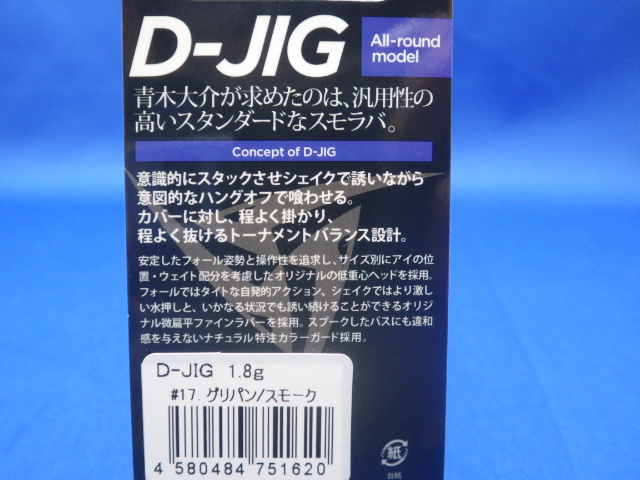 D-JIG
All-round
model
青木大介が求めたのは、汎用性の
高いスタンダードなスモラバ。
Concept of D-JIG
意識的にスタックさせシェイクで誘いながら
意図的なハングオフで喰わせる。
カバーに対し、程よく掛かり、
程よく抜けるトーナメントバランス設計。
安定したフォール姿勢と操作性を追求し、サイズ別にアイの位
置・ウェイト配分を考慮したオリジナルの低重心ヘッドを採用。
フォールではタイトな自発的アクション、シェイクではより激し
い水押しと、いかなる状況でも誘い続けることができるオリジ
ナル微扁平ファインラバーを採用。スプークしたバスにも違和
感を与えないナチュラル特注カラーガード採用。
D-JIG 1.8g
#17. グリパン/スモーク
4 580484 751620
紙
台紙